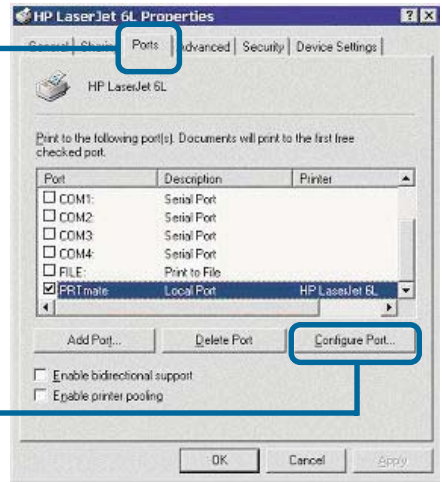 HP LaserJet 6L Properties
General Sharing Ports Advanced Security Device Settings
HP LaserJet 6L
Print to the following port(s). Documents will print to the first free
checked port.
Port Description Printer
COM1: Serial Port
COM2: Serial Port
COM3: Serial Port
COM4: Serial Port
FILE: Print to File
PRTmate Local Port HP LaserJet 6L
Add Port... Delete Port Configure Port...
Enable bidirectional support
Enable printer pooling
OK Cancel Apply